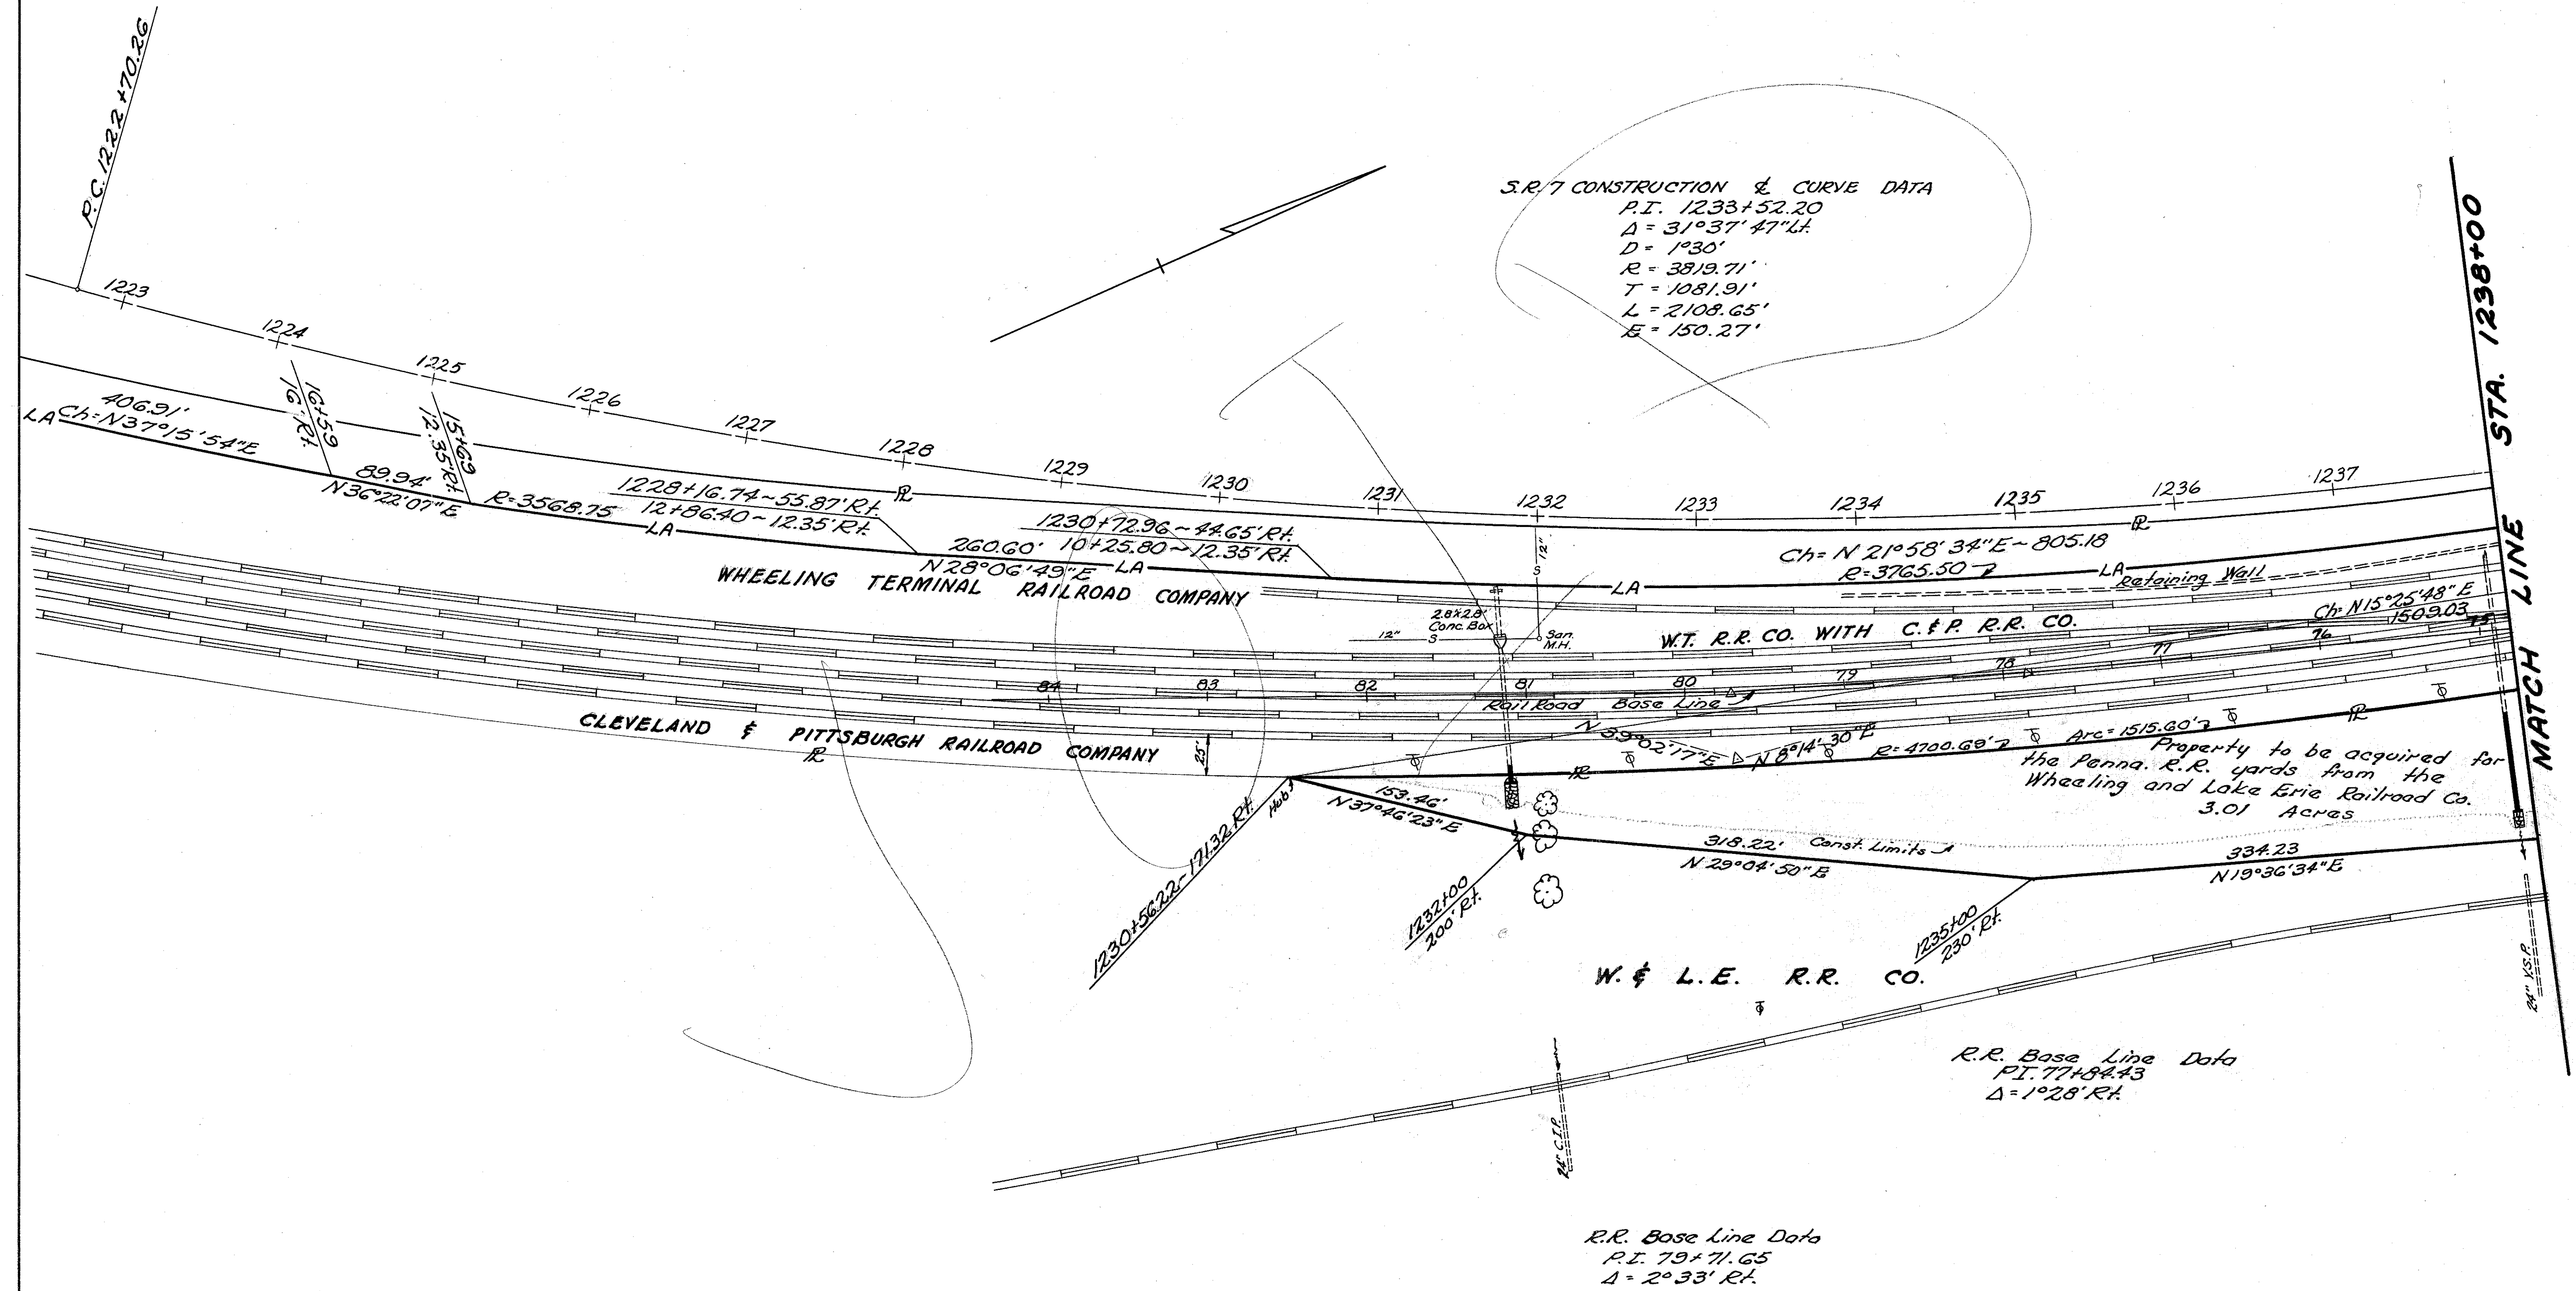 P.C. 1222+70.26
S.R. 7 CONSTRUCTION ℄ CURVE DATA
P.I. 1233+52.20
Δ = 31°37'47" Lt.
D = 1°30'
R = 3819.71'
T = 1081.91'
L = 2108.65'
E = 150.27'
MATCH LINE STA. 1238+00
1223
1224
1225
1226
1227
1228
1229
1230
1231
1232
1233
1234
1235
1236
1237
406.91'
LA Ch=N37°15'54"E
16+59
16' Rt.
15+69
12.35' Rt.
89.94'
N36°22'07"E
R=3568.75
LA
1228+16.74~55.87' Rt.
12+86.40~12.35' Rt.
PL
260.60'
N28°06'49"E
LA
1230+72.96~44.65' Rt.
10+25.80~12.35' Rt.
12"
S
LA
Ch= N 21°58'34"E~805.18
R=3765.50
PL
LA
Retaining Wall
WHEELING TERMINAL RAILROAD COMPANY
2.8'x2.8'
Conc. Box
12"
S
San.
M.H.
W.T. R.R. CO. WITH C. & P. R.R. CO.
Ch= N15°25'48"E
1509.03
75
76
77
78
79
80
81
82
83
84
Rail Road Base Line
CLEVELAND & PITTSBURGH RAILROAD COMPANY
PL
25'
N 39°02'17"E
N 8°14'30"E
R=4700.69'
Arc=1515.60'
PL
PL
Property to be acquired for
the Penna. R.R. yards from the
Wheeling and Lake Erie Railroad Co.
3.01 Acres
Hub
153.46'
N37°46'23"E
318.22'
N 29°04'50"E
Const. Limits
334.23
N19°36'34"E
1230+56.22~171.32 Rt.
1232+00
200' Rt.
1235+00
230' Rt.
W. & L.E. R.R. CO.
24" V.S.P.
24" C.I.P.
R.R. Base Line Data
P.I. 77+84.43
Δ = 1°28' Rt.
R.R. Base Line Data
P.I. 79+71.65
Δ = 2°33' Rt.